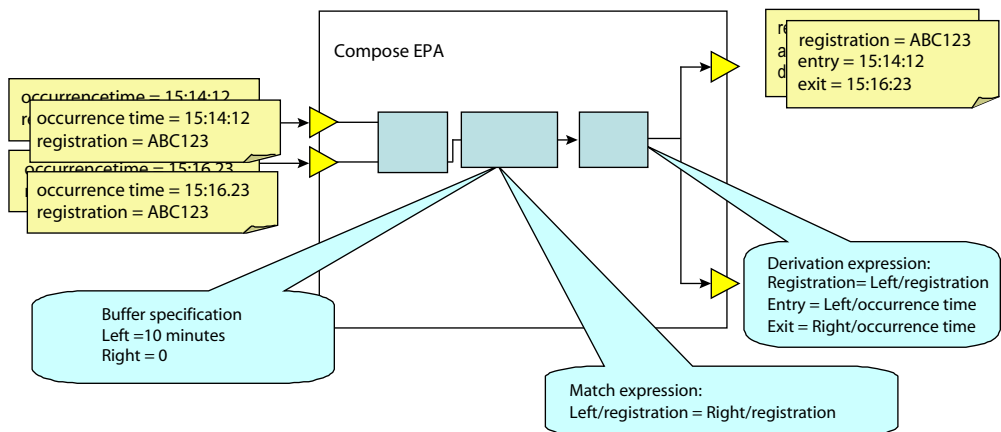 Compose EPA
occurrencetime = 15:14:12
re
occurrence time = 15:14:12
registration = ABC123
occurrencetime = 15:16.23
re
occurrence time = 15:16.23
registration = ABC123
re
a
d
registration = ABC123
entry = 15:14:12
exit = 15:16:23
Buffer specification
Left =10 minutes
Right = 0
Match expression:
Left/registration = Right/registration
Derivation expression:
Registration= Left/registration
Entry = Left/occurrence time
Exit = Right/occurrence time